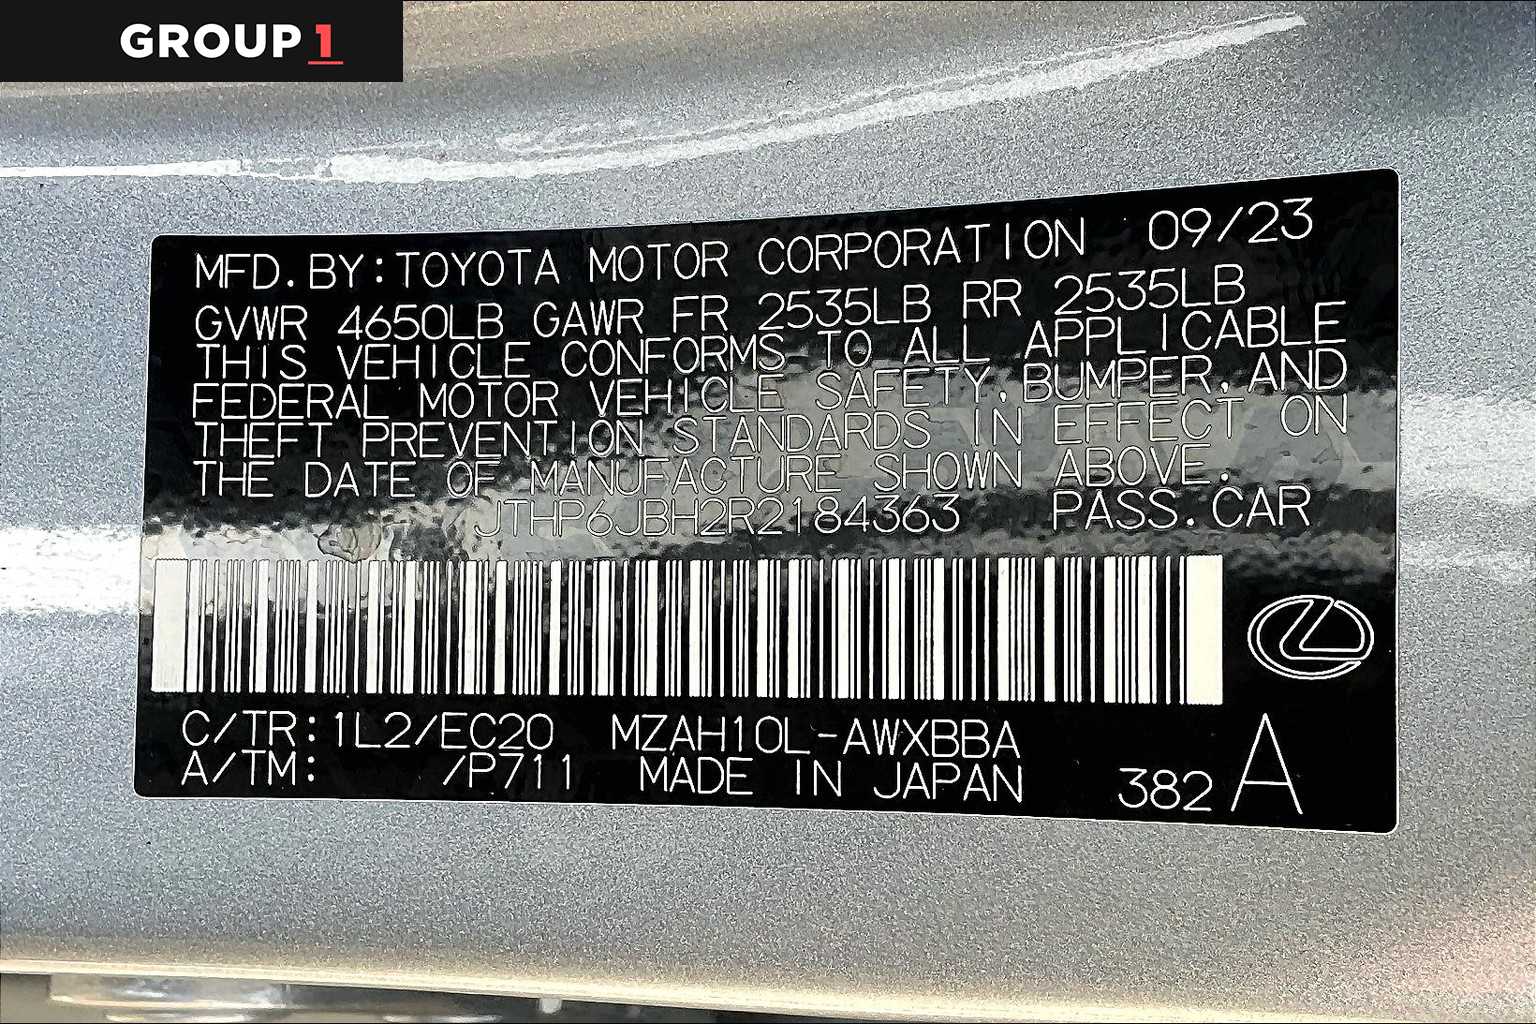 GROUP 1
MFD. BY:TOYOTA MOTOR CORPORATION 09/23
GVWR 4650LB GAWR FR 2535LB RR 2535LB
THIS VEHICLE CONFORMS TO ALL APPLICABLE
FEDERAL MOTOR VEHICLE SAFETY, BUMPER, AND
THEFT PREVENTION STANDARDS IN EFFECT ON
THE DATE OF MANUFACTURE SHOWN ABOVE.
JTHP6JBH2R2184363 PASS. CAR
C/TR:1L2/EC20 MZAH10L-AWXBBA
A/TM: /P711 MADE IN JAPAN 382 A